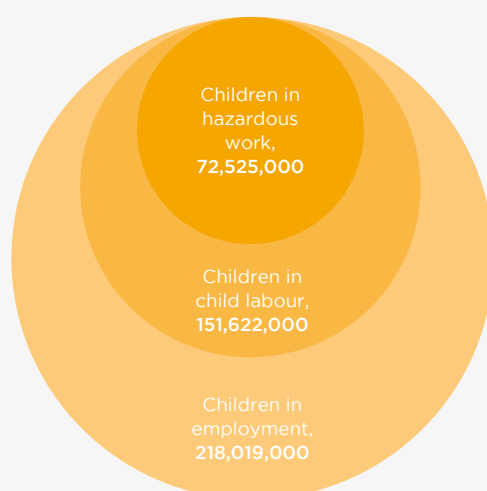 Children in
hazardous
work,
72,525,000
Children in
child labour,
151,622,000
Children in
employment,
218,019,000